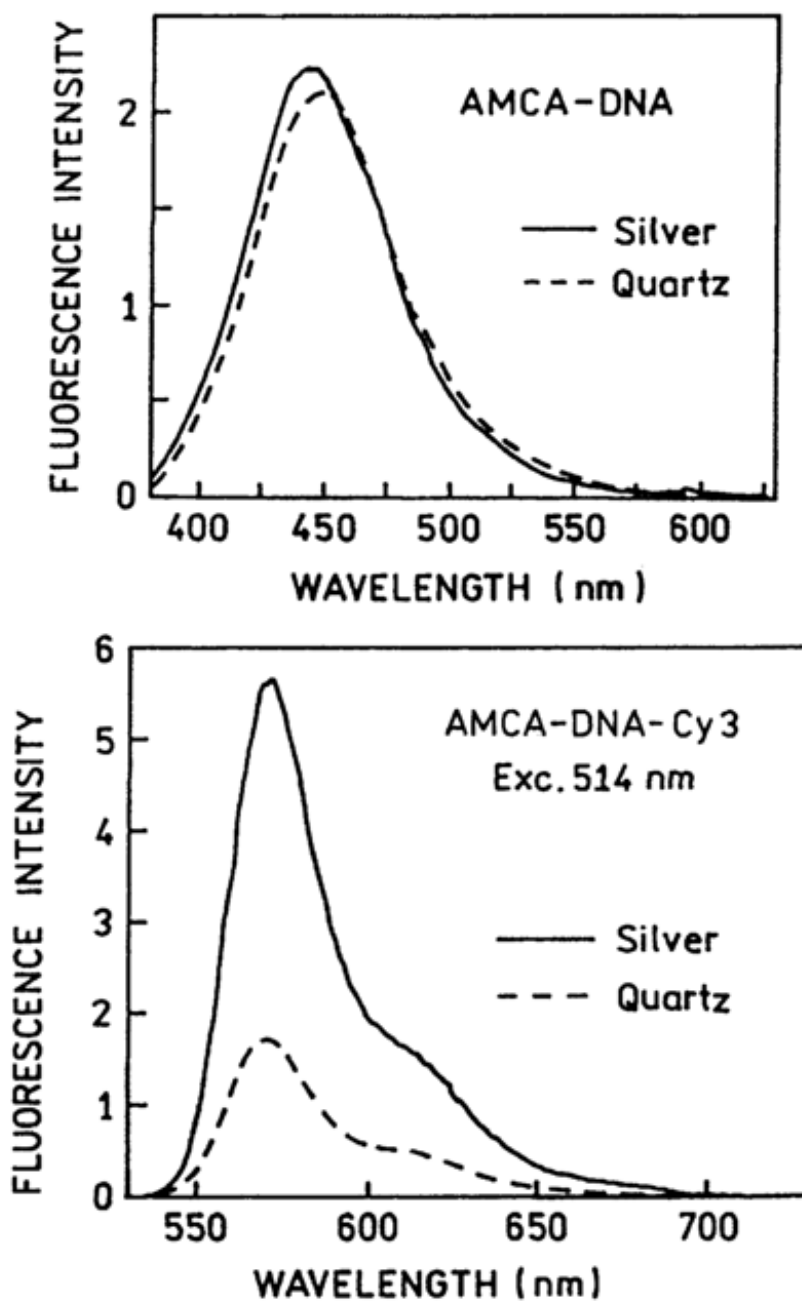 FLUORESCENCE INTENSITY
2
1
0
AMCA-DNA
Silver
Quartz
400 450 500 550 600
WAVELENGTH (nm)
FLUORESCENCE INTENSITY
6
5
4
3
2
1
0
AMCA-DNA-Cy3
Exc. 514 nm
Silver
Quartz
550 600 650 700
WAVELENGTH (nm)